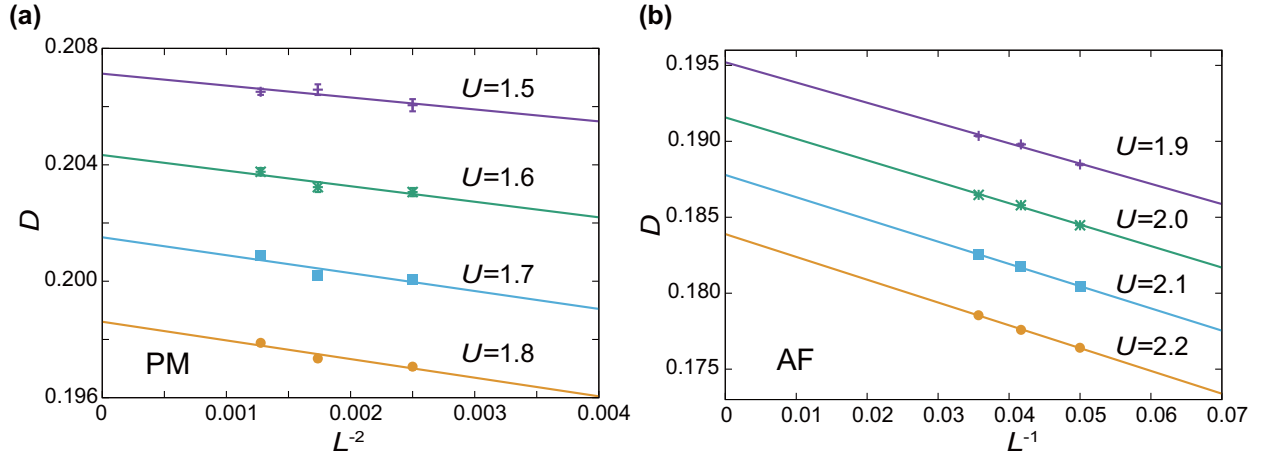 (a)
0.208
0.204
0.200
0.196
D
U=1.5
U=1.6
U=1.7
U=1.8
PM
0 0.001 0.002 0.003 0.004
L-2
(b)
0.195
0.190
0.185
0.180
0.175
D
U=1.9
U=2.0
U=2.1
U=2.2
AF
0 0.01 0.02 0.03 0.04 0.05 0.06 0.07
L-1